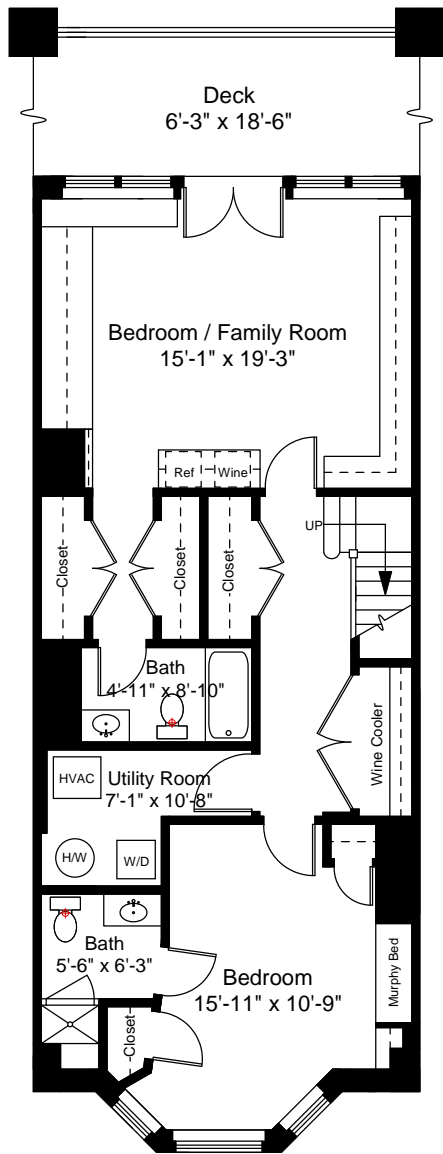 Deck
6'-3" x 18'-6"
Bedroom / Family Room
15'-1" x 19'-3"
Ref
Wine
UP
Closet
Closet
Closet
Bath
4'-11" x 8'-10"
Wine Cooler
HVAC
Utility Room
7'-1" x 10'-8"
H/W
W/D
Bath
5'-6" x 6'-3"
Bedroom
15'-11" x 10'-9"
Murphy Bed
Closet